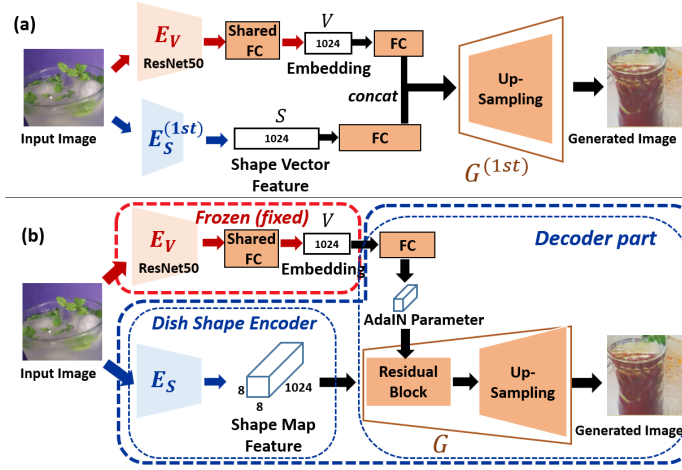 (a)
E_V
ResNet50
Shared
FC
V
1024
Embedding
FC
Input Image
concat
E_S^(1st)
S
1024
Shape Vector
Feature
FC
Up-
Sampling
G^(1st)
Generated Image
(b)
Frozen (fixed)
E_V
ResNet50
Shared
FC
V
1024
Embedding
FC
Decoder part
AdaIN Parameter
Input Image
Dish Shape Encoder
E_S
8
8
1024
Shape Map
Feature
Residual
Block
Up-
Sampling
G
Generated Image